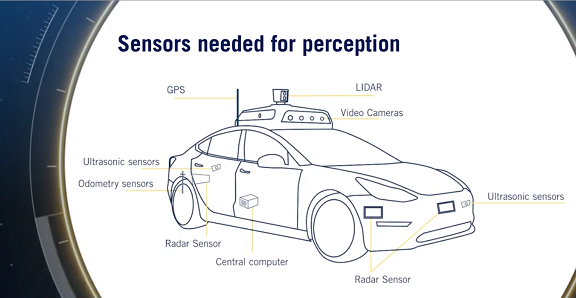 Sensors needed for perception
GPS
LIDAR
Video Cameras
Ultrasonic sensors
Odometry sensors
Ultrasonic sensors
Radar Sensor
Central computer
Radar Sensor